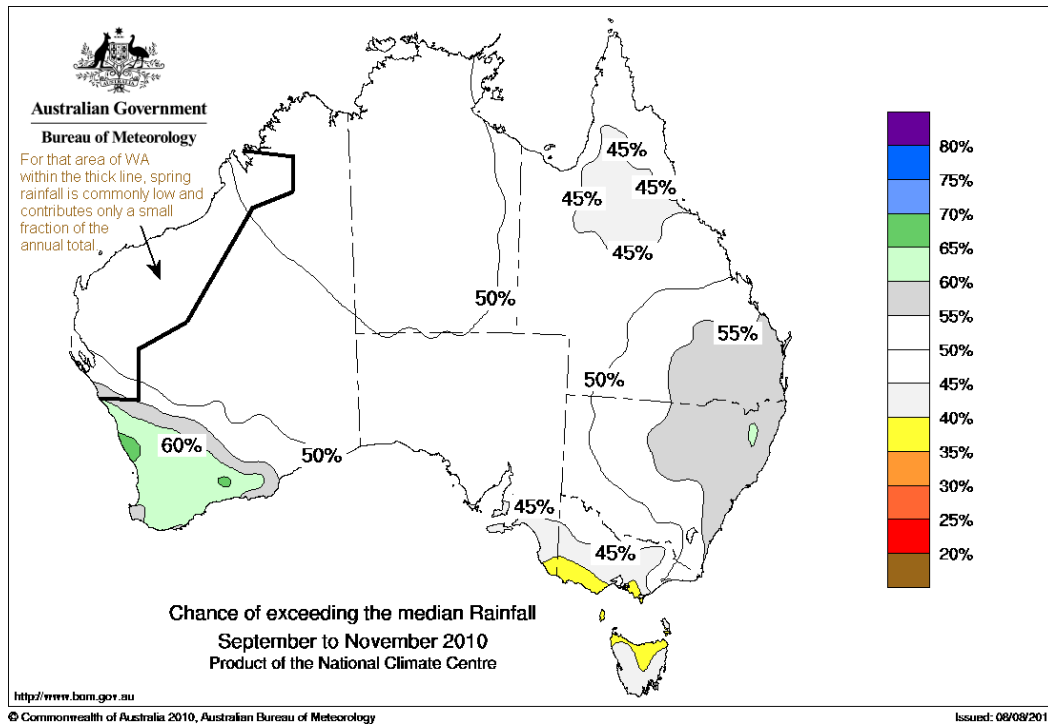 Australian Government
Bureau of Meteorology
For that area of WA
within the thick line, spring
rainfall is commonly low and
contributes only a small
fraction of the
annual total.
45%
45%
45%
45%
50%
55%
50%
60%
50%
45%
45%
80%
75%
70%
65%
60%
55%
50%
45%
40%
35%
30%
25%
20%
Chance of exceeding the median Rainfall
September to November 2010
Product of the National Climate Centre
http://www.bom.gov.au
© Commonwealth of Australia 2010, Australian Bureau of Meteorology
Issued: 08/08/201